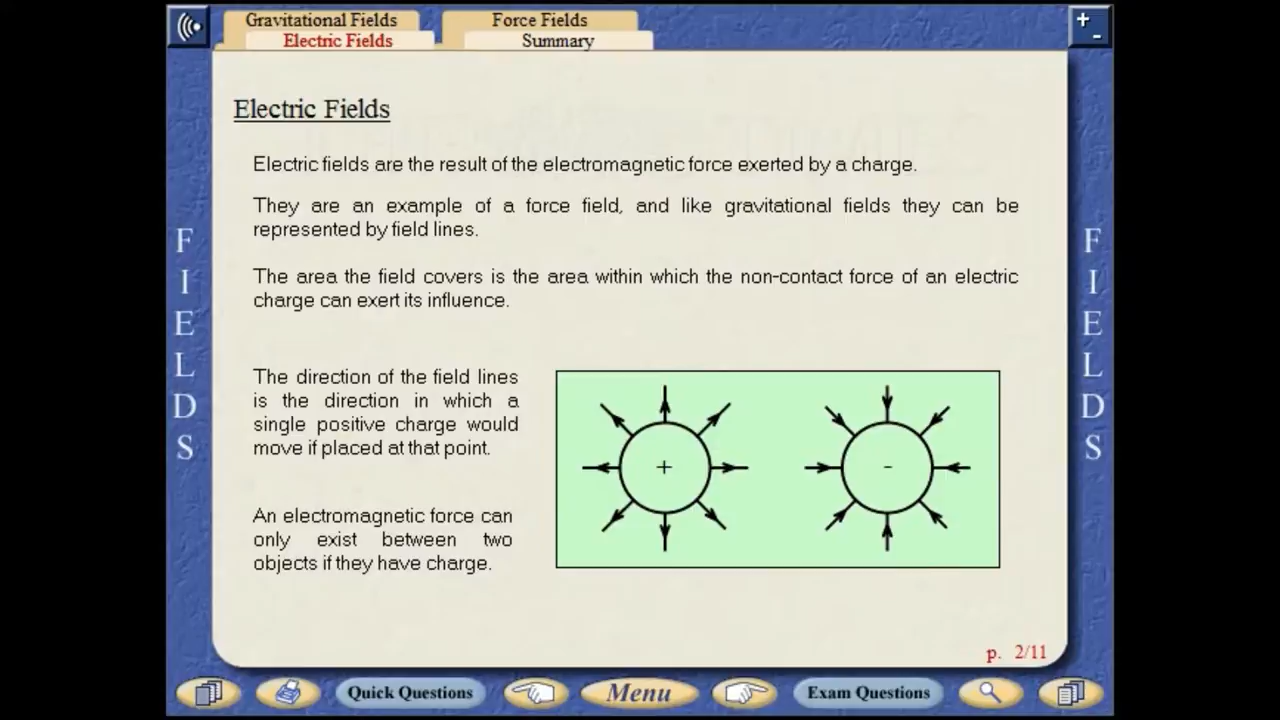 Gravitational Fields
Force Fields
Electric Fields
Summary
+
-
Electric Fields
Electric fields are the result of the electromagnetic force exerted by a charge.
They are an example of a force field, and like gravitational fields they can be
represented by field lines.
The area the field covers is the area within which the non-contact force of an electric
charge can exert its influence.
The direction of the field lines
is the direction in which a
single positive charge would
move if placed at that point.
An electromagnetic force can
only exist between two
objects if they have charge.
+
-
F
I
E
L
D
S
F
I
E
L
D
S
p. 2/11
Quick Questions
Menu
Exam Questions